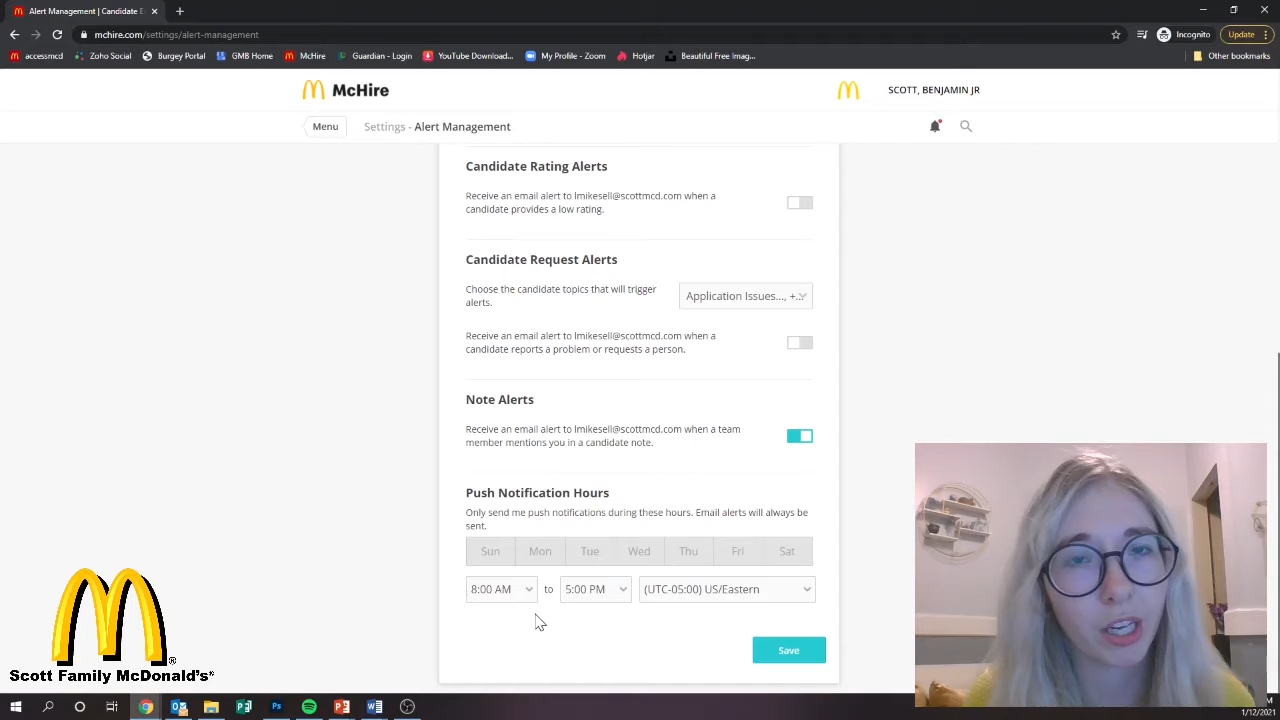 Alert Management | Candidate E
mchire.com/settings/alert-management
Incognito
Update
accessmcd
Zoho Social
Burgey Portal
GMB Home
McHire
Guardian - Login
YouTube Download...
My Profile - Zoom
Hotjar
Beautiful Free Imag...
Other bookmarks
McHire
SCOTT, BENJAMIN JR
Menu
Settings - Alert Management
Candidate Rating Alerts
Receive an email alert to lmikesell@scottmcd.com when a
candidate provides a low rating.
Candidate Request Alerts
Choose the candidate topics that will trigger
alerts.
Application Issues..., +...
Receive an email alert to lmikesell@scottmcd.com when a
candidate reports a problem or requests a person.
Note Alerts
Receive an email alert to lmikesell@scottmcd.com when a team
member mentions you in a candidate note.
Push Notification Hours
Only send me push notifications during these hours. Email alerts will always be
sent.
Sun Mon Tue Wed Thu Fri Sat
8:00 AM to 5:00 PM (UTC-05:00) US/Eastern
Save
®
Scott Family McDonald's*
1/12/2021